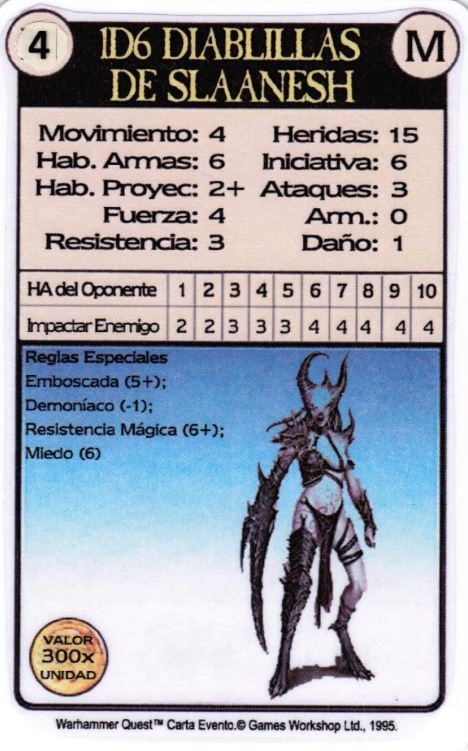 4
1D6 DIABLILLAS
DE SLAANESH
M
Movimiento: 4 Heridas: 15
Hab. Armas: 6 Iniciativa: 6
Hab. Proyec: 2+ Ataques: 3
Fuerza: 4 Arm.: 0
Resistencia: 3 Daño: 1
HA del Oponente 1 2 3 4 5 6 7 8 9 10
Impactar Enemigo 2 2 3 3 3 4 4 4 4 4
Reglas Especiales
Emboscada (5+);
Demoníaco (-1);
Resistencia Mágica (6+);
Miedo (6)
VALOR
300x
UNIDAD
Warhammer Quest™ Carta Evento.© Games Workshop Ltd., 1995.